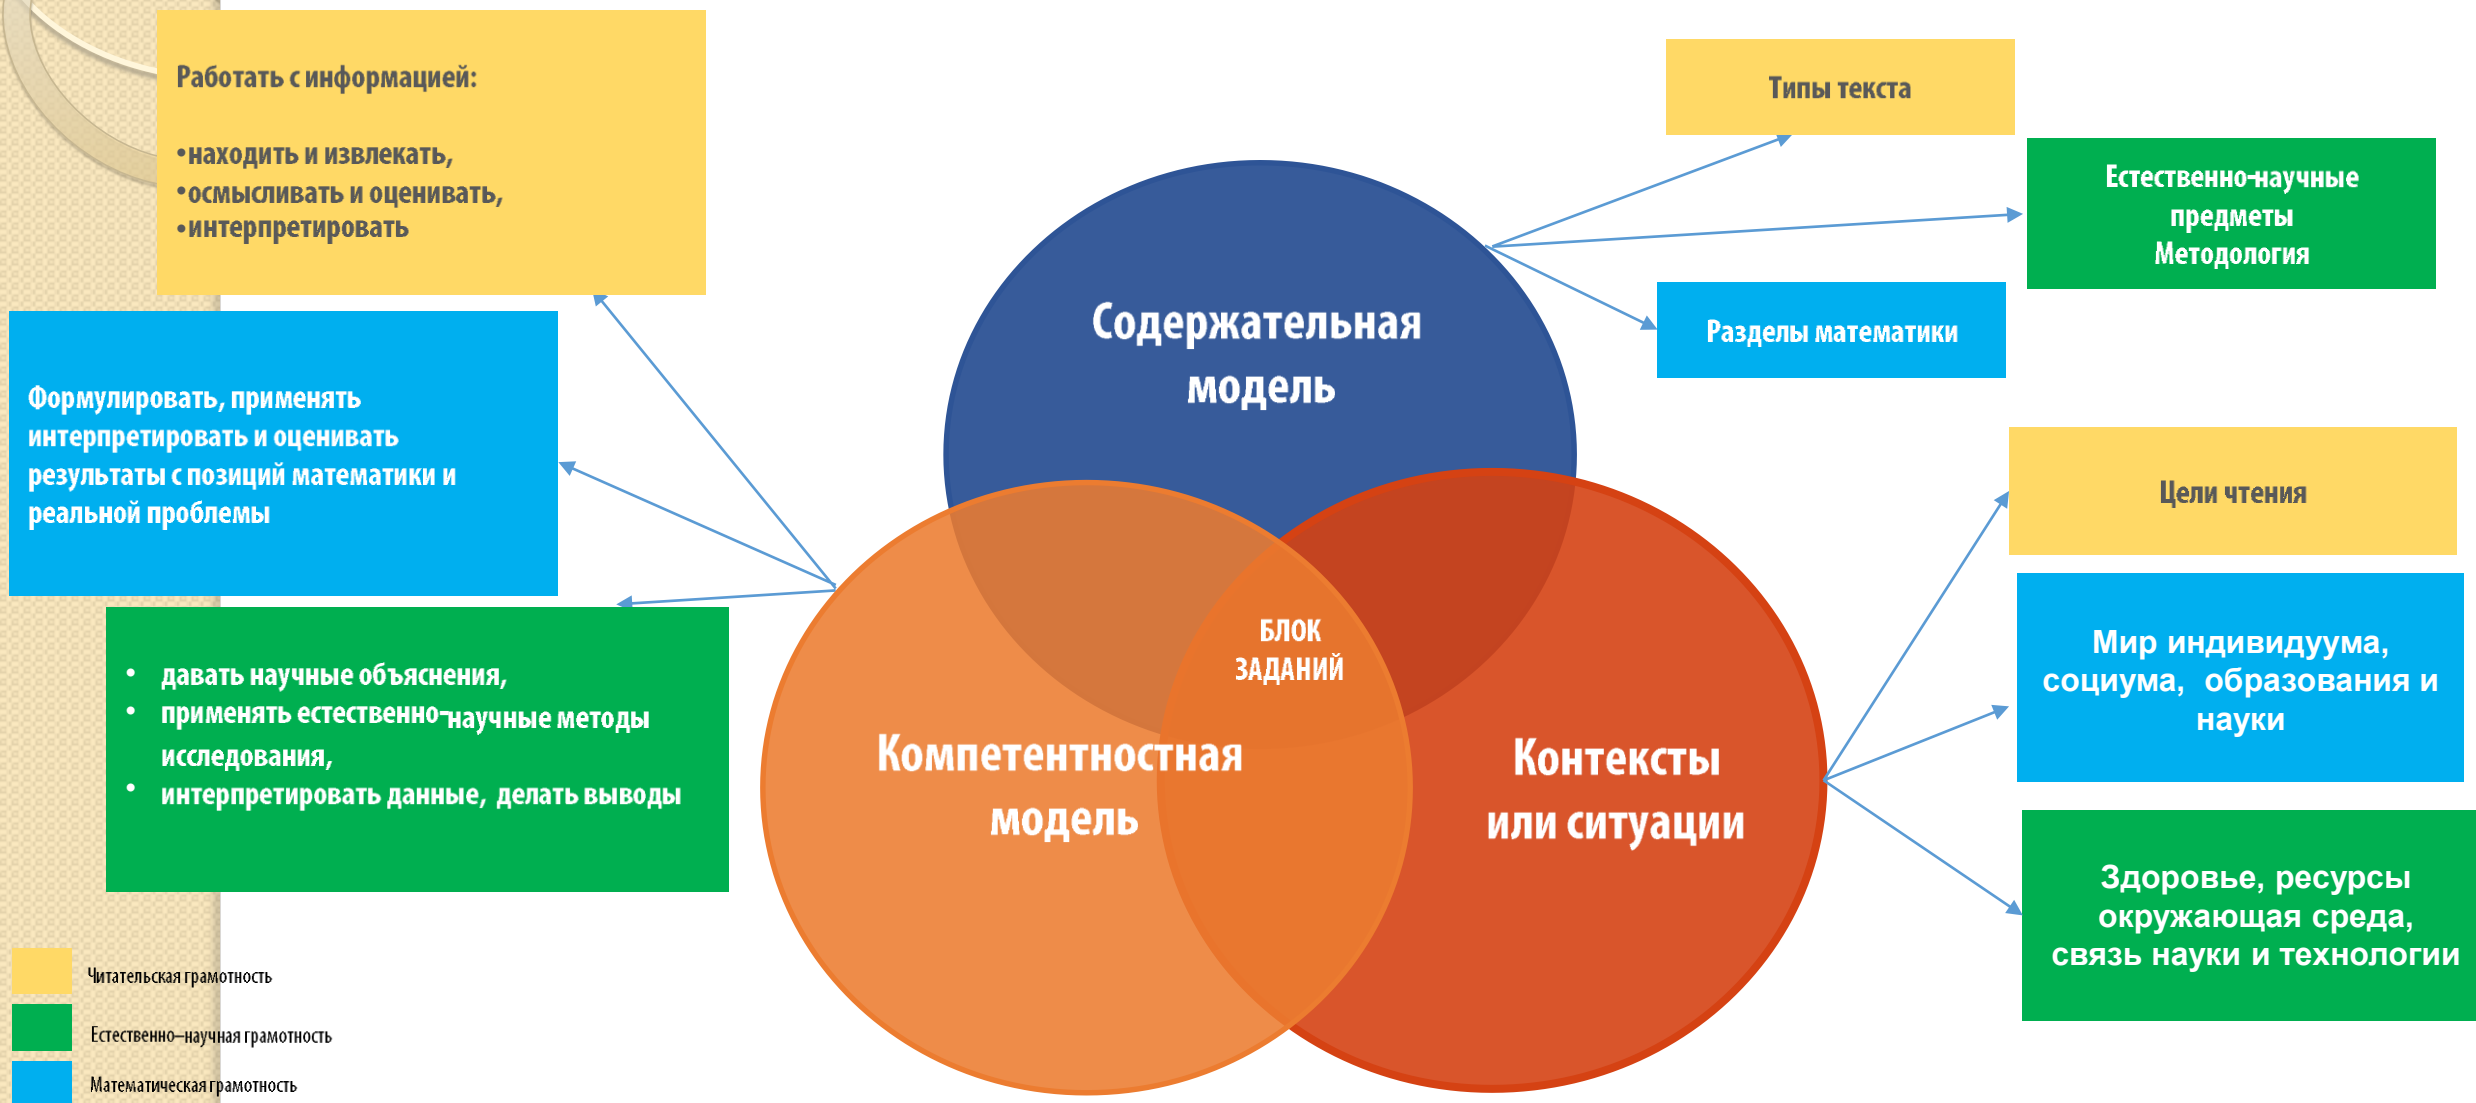 Работать с информацией:
•находить и извлекать,
•осмысливать и оценивать,
•интерпретировать
Формулировать, применять
интерпретировать и оценивать
результаты с позиций математики и
реальной проблемы
• давать научные объяснения,
• применять естественно-научные методы
исследования,
• интерпретировать данные, делать выводы
Содержательная
модель
Компетентностная
модель
БЛОК
ЗАДАНИЙ
Контексты
или ситуации
Типы текста
Естественно-научные
предметы
Методология
Разделы математики
Цели чтения
Мир индивидуума,
социума, образования и
науки
Здоровье, ресурсы
окружающая среда,
связь науки и технологии
Читательская грамотность
Естественно–научная грамотность
Математическая грамотность